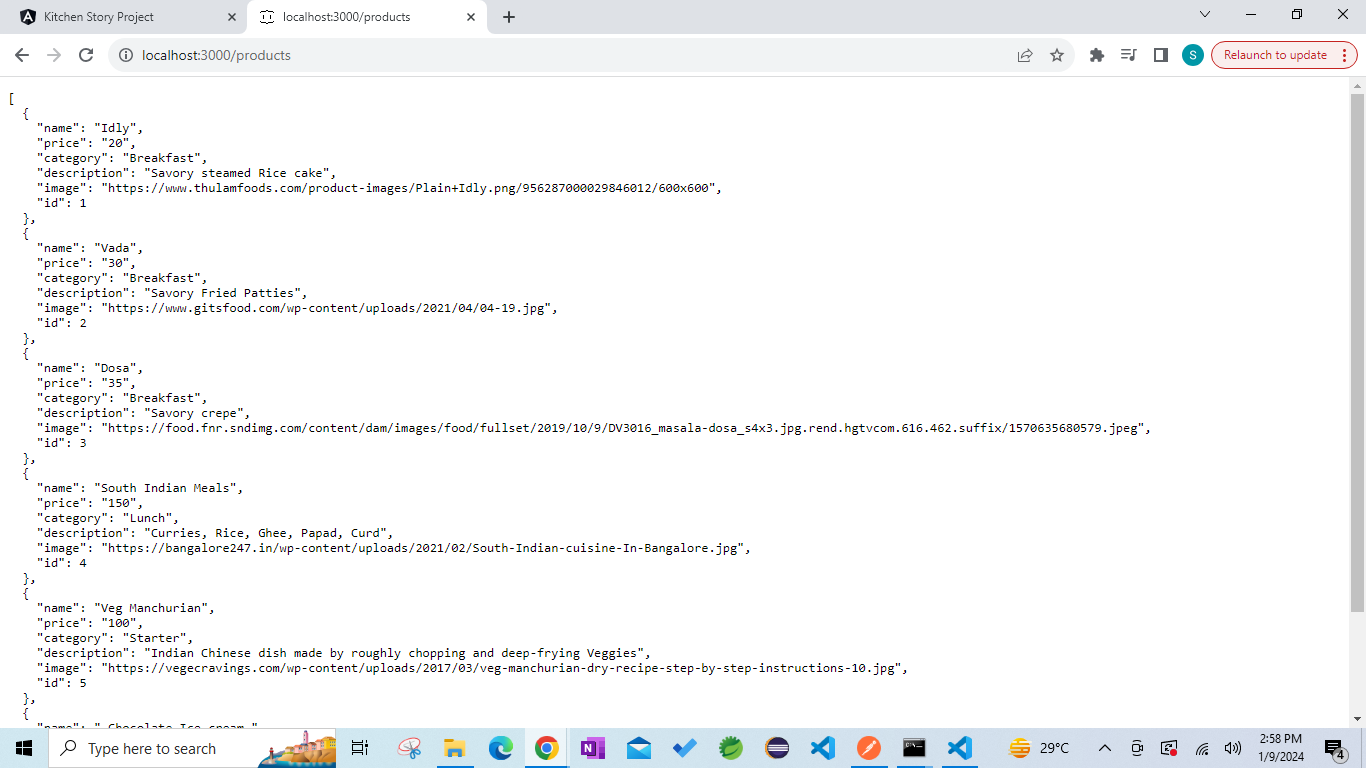 Kitchen Story Project
localhost:3000/products
localhost:3000/products
S
Relaunch to update
[
  {
    "name": "Idly",
    "price": "20",
    "category": "Breakfast",
    "description": "Savory steamed Rice cake",
    "image": "https://www.thulamfoods.com/product-images/Plain+Idly.png/956287000029846012/600x600",
    "id": 1
  },
  {
    "name": "Vada",
    "price": "30",
    "category": "Breakfast",
    "description": "Savory Fried Patties",
    "image": "https://www.gitsfood.com/wp-content/uploads/2021/04/04-19.jpg",
    "id": 2
  },
  {
    "name": "Dosa",
    "price": "35",
    "category": "Breakfast",
    "description": "Savory crepe",
    "image": "https://food.fnr.sndimg.com/content/dam/images/food/fullset/2019/10/9/DV3016_masala-dosa_s4x3.jpg.rend.hgtvcom.616.462.suffix/1570635680579.jpeg",
    "id": 3
  },
  {
    "name": "South Indian Meals",
    "price": "150",
    "category": "Lunch",
    "description": "Curries, Rice, Ghee, Papad, Curd",
    "image": "https://bangalore247.in/wp-content/uploads/2021/02/South-Indian-cuisine-In-Bangalore.jpg",
    "id": 4
  },
  {
    "name": "Veg Manchurian",
    "price": "100",
    "category": "Starter",
    "description": "Indian Chinese dish made by roughly chopping and deep-frying Veggies",
    "image": "https://vegecravings.com/wp-content/uploads/2017/03/veg-manchurian-dry-recipe-step-by-step-instructions-10.jpg",
    "id": 5
  },
  {
    "name": " Chocolate Ice cream "
Type here to search
29°C
2:58 PM
1/9/2024
4